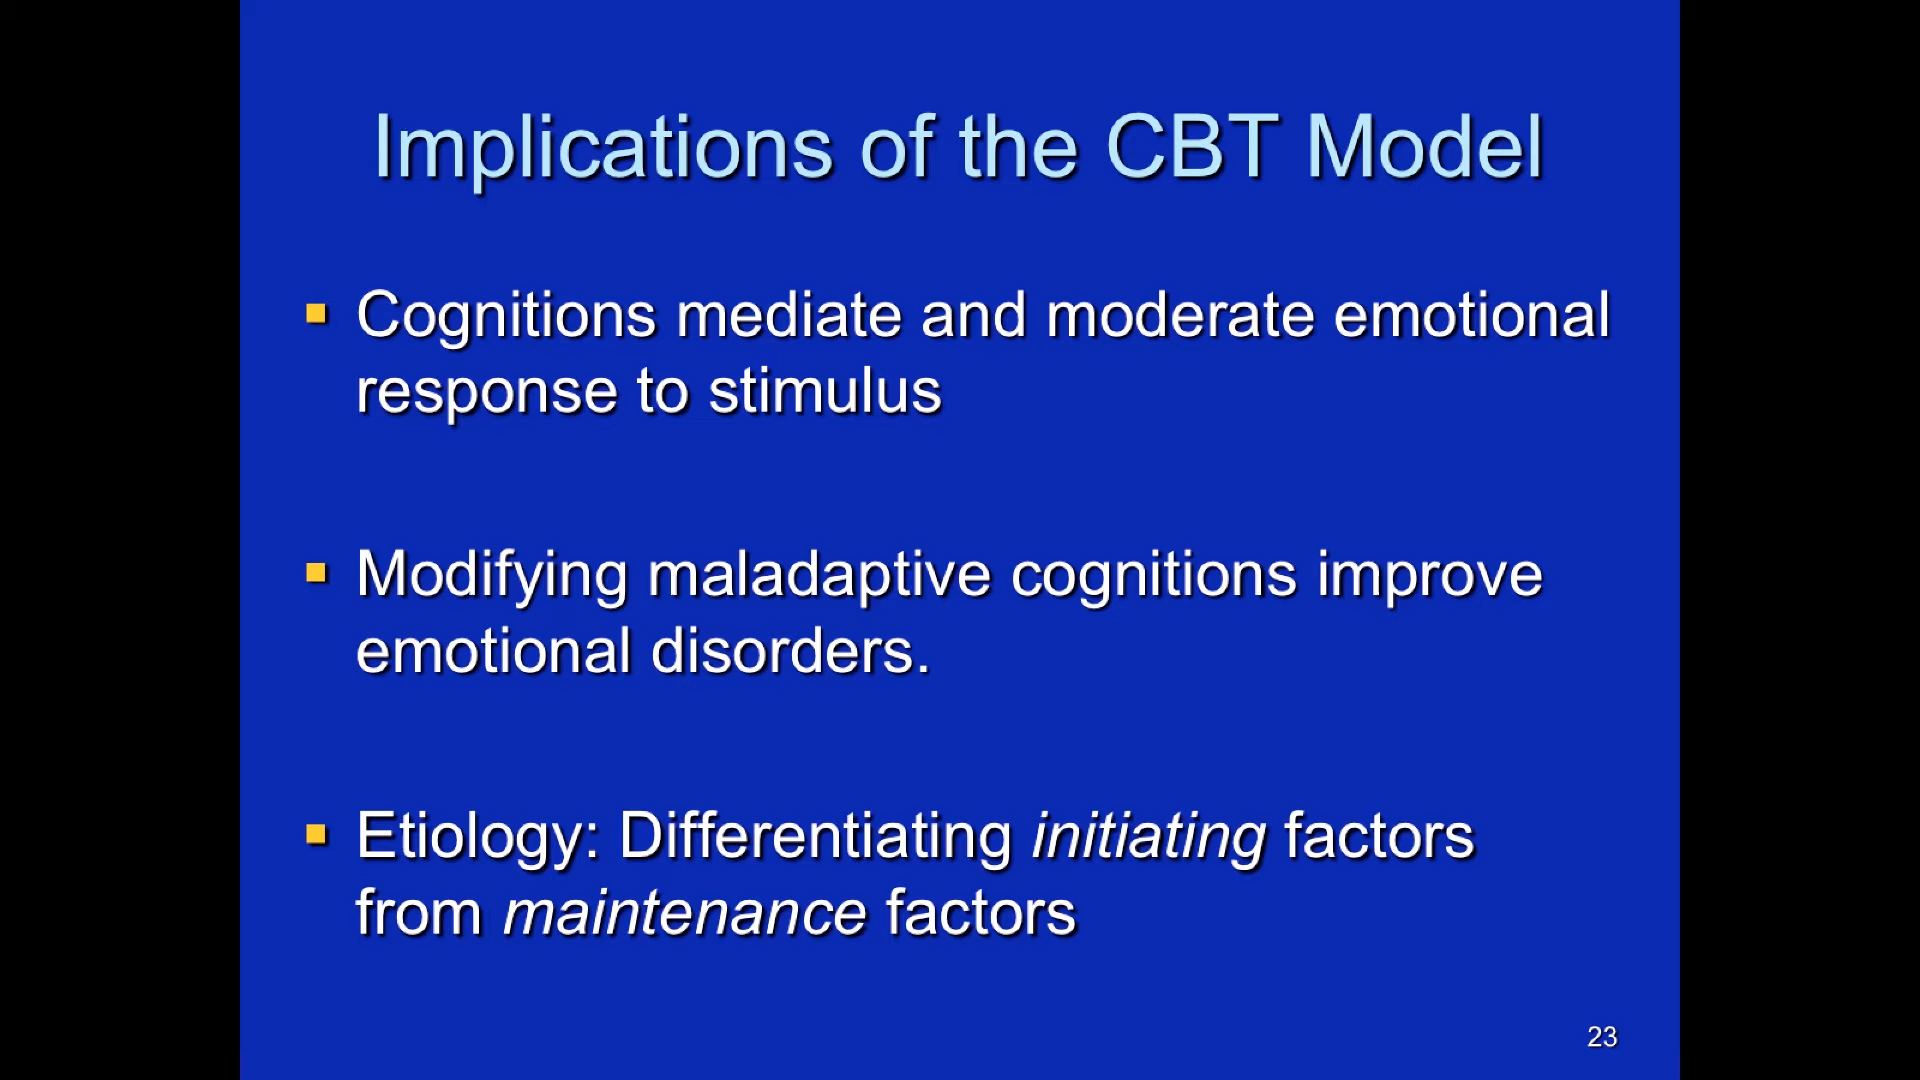 Implications of the CBT Model
▪ Cognitions mediate and moderate emotional
response to stimulus
▪ Modifying maladaptive cognitions improve
emotional disorders.
▪ Etiology: Differentiating initiating factors
from maintenance factors
23